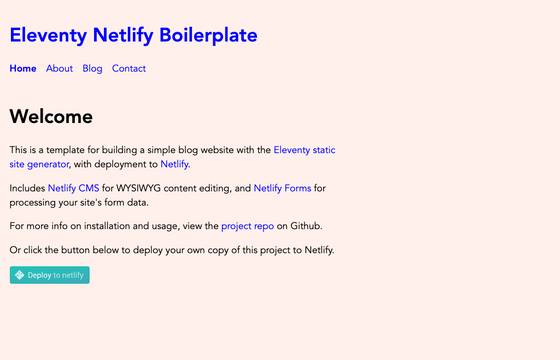 Eleventy Netlify Boilerplate
Home About Blog Contact
Welcome
This is a template for building a simple blog website with the Eleventy static
site generator, with deployment to Netlify.
Includes Netlify CMS for WYSIWYG content editing, and Netlify Forms for
processing your site's form data.
For more info on installation and usage, view the project repo on Github.
Or click the button below to deploy your own copy of this project to Netlify.
Deploy to netlify